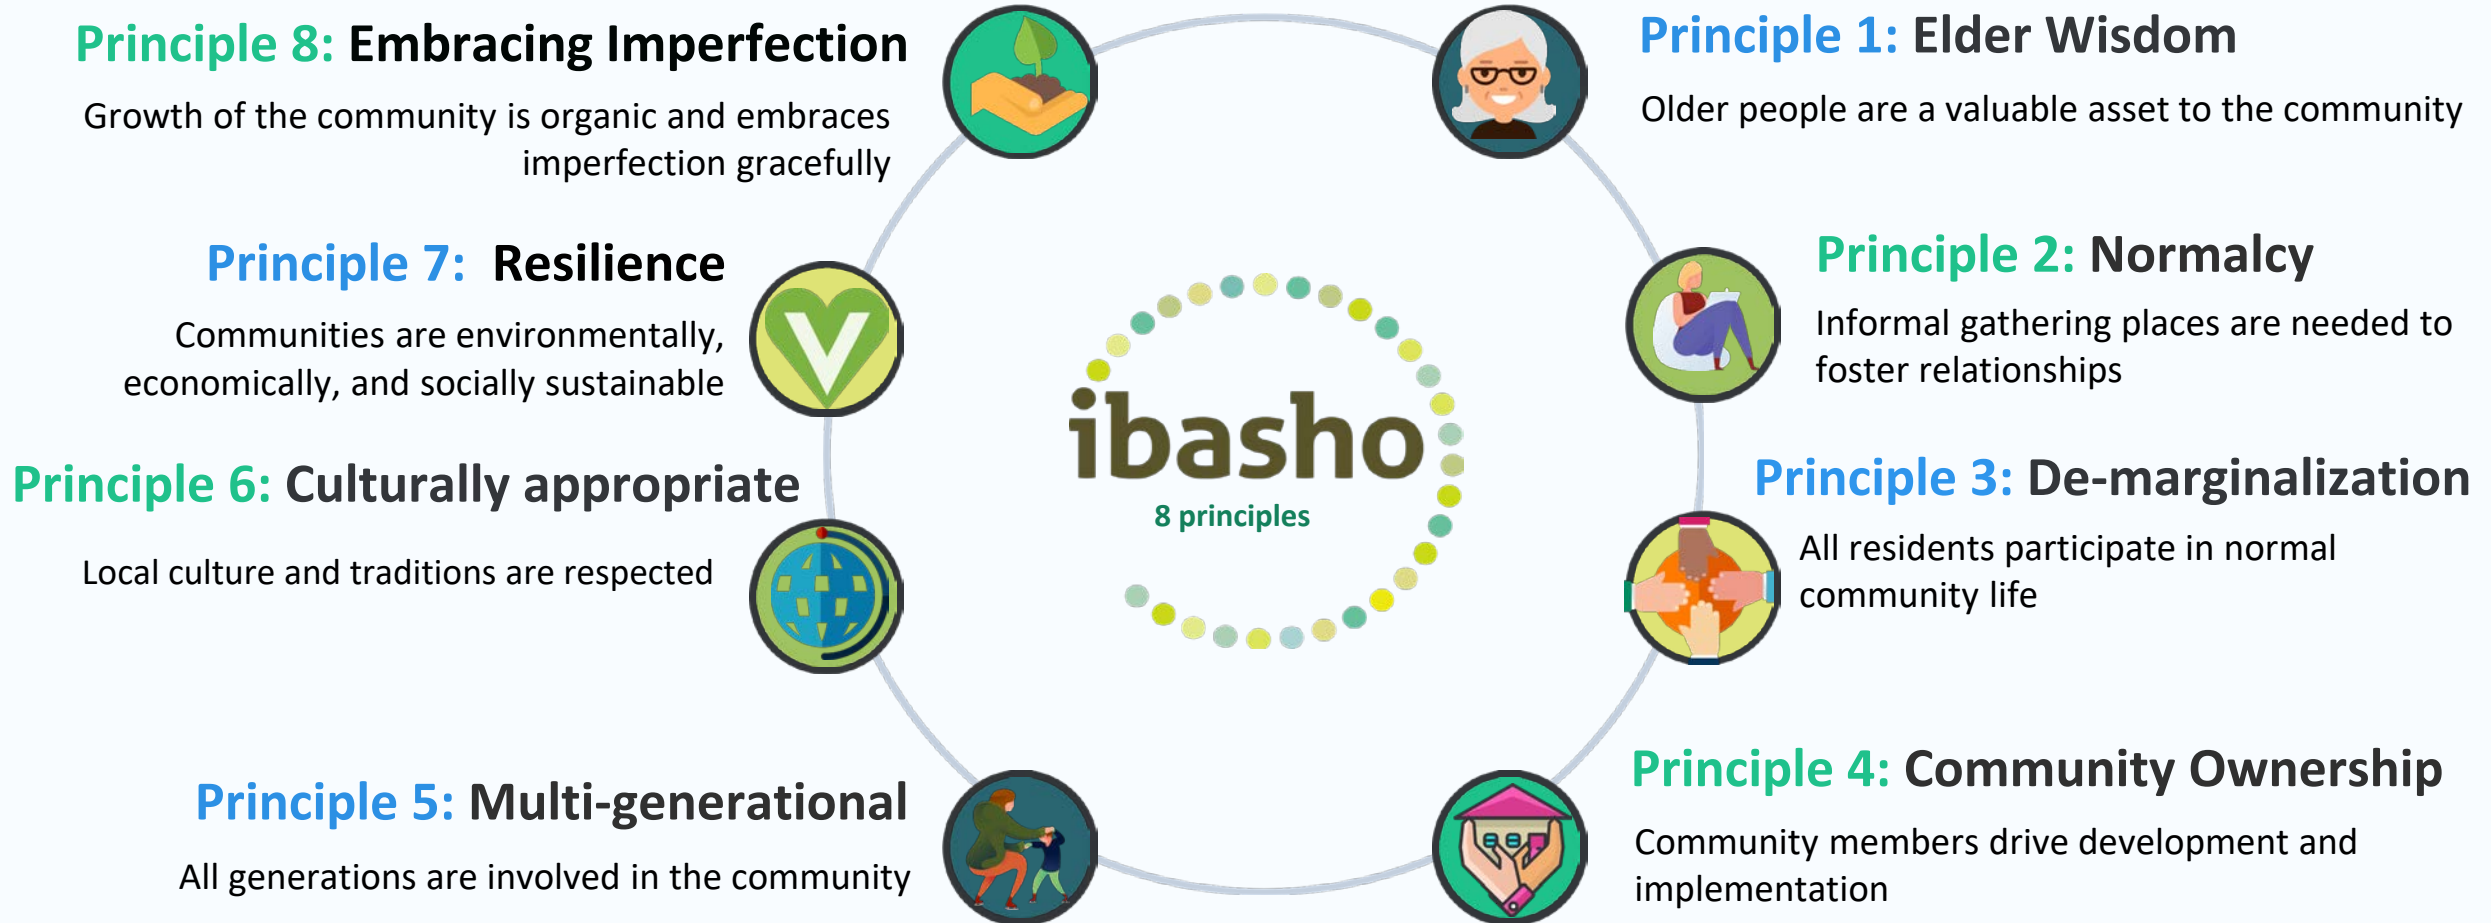 Principle 1: Elder Wisdom
Older people are a valuable asset to the community
Principle 2: Normalcy
Informal gathering places are needed to
foster relationships
Principle 3: De-marginalization
All residents participate in normal
community life
Principle 4: Community Ownership
Community members drive development and
implementation
Principle 5: Multi-generational
All generations are involved in the community
Principle 6: Culturally appropriate
Local culture and traditions are respected
Principle 7: Resilience
Communities are environmentally,
economically, and socially sustainable
Principle 8: Embracing Imperfection
Growth of the community is organic and embraces
imperfection gracefully
ibasho
8 principles
V